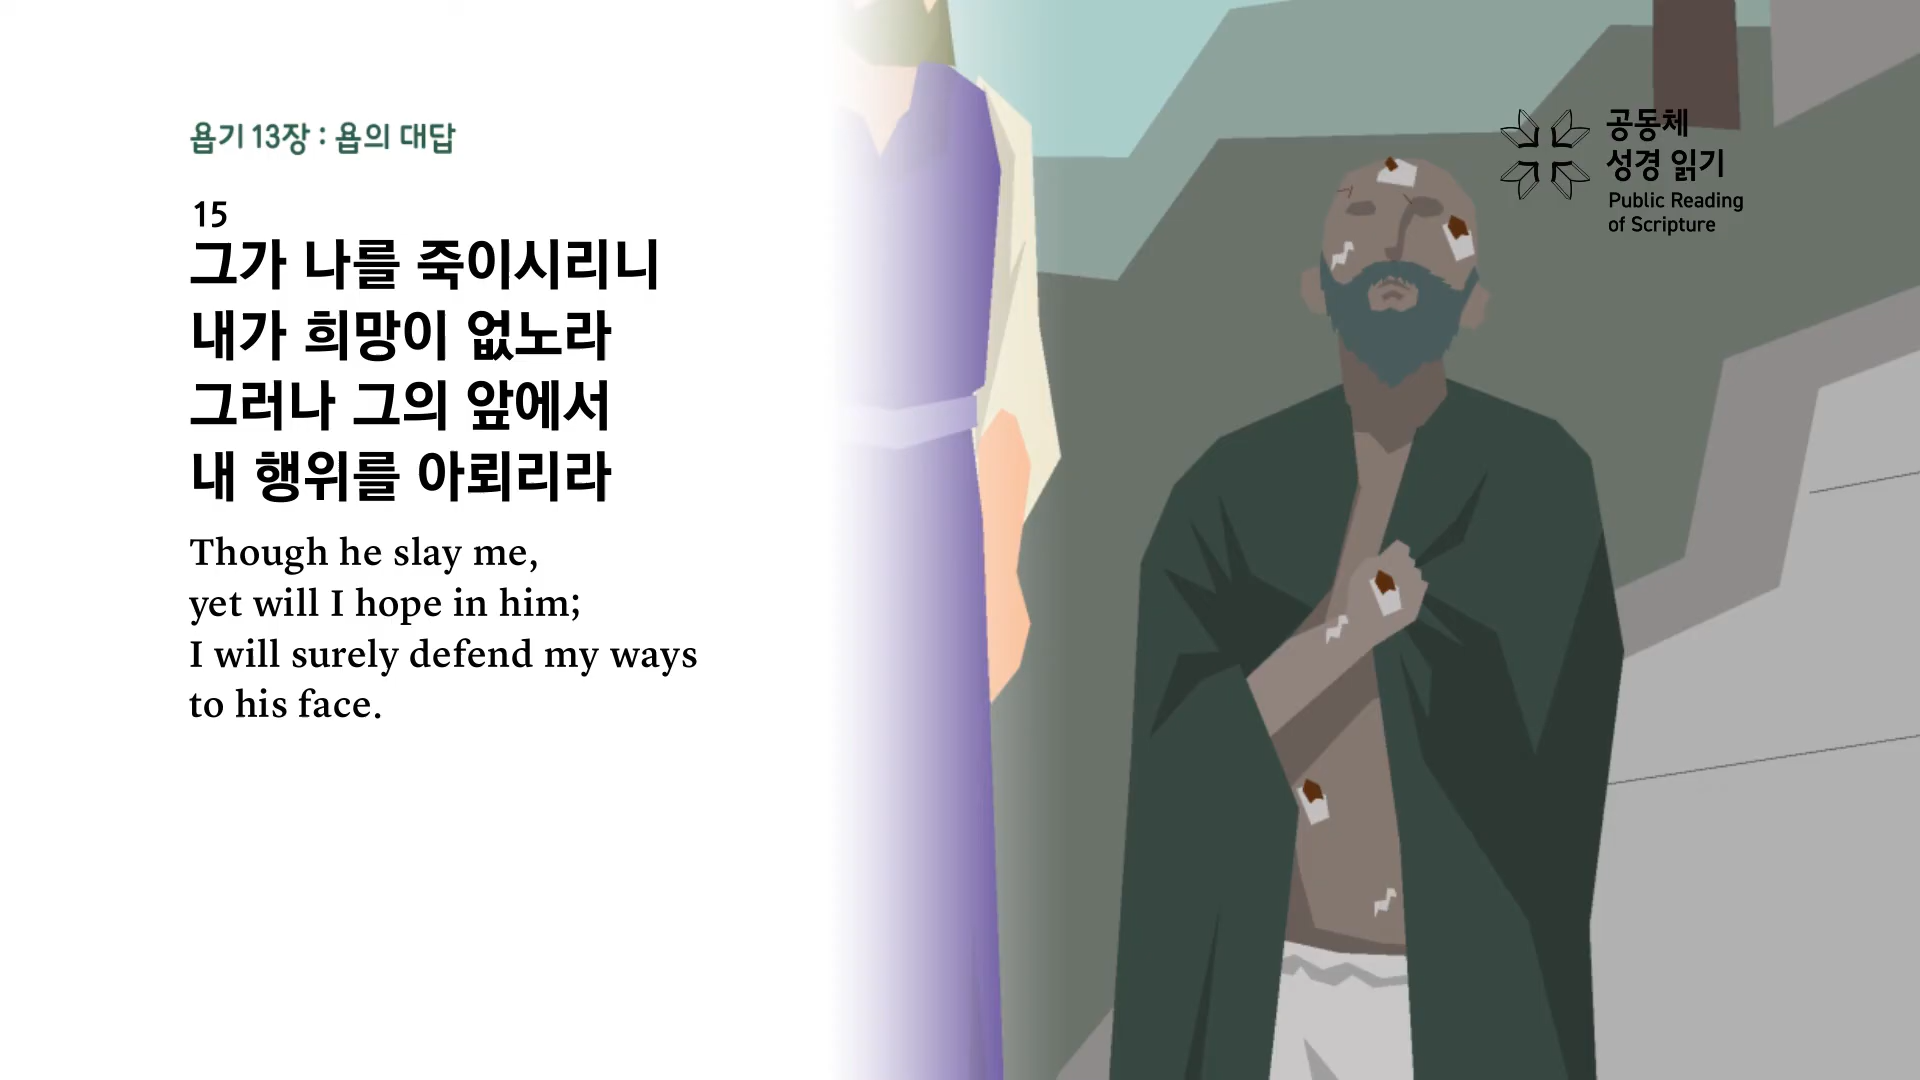 욥기 13장 : 욥의 대답
15
그가 나를 죽이시리니
내가 희망이 없노라
그러나 그의 앞에서
내 행위를 아뢰리라
Though he slay me,
yet will I hope in him;
I will surely defend my ways
to his face.
공동체
성경 읽기
Public Reading
of Scripture